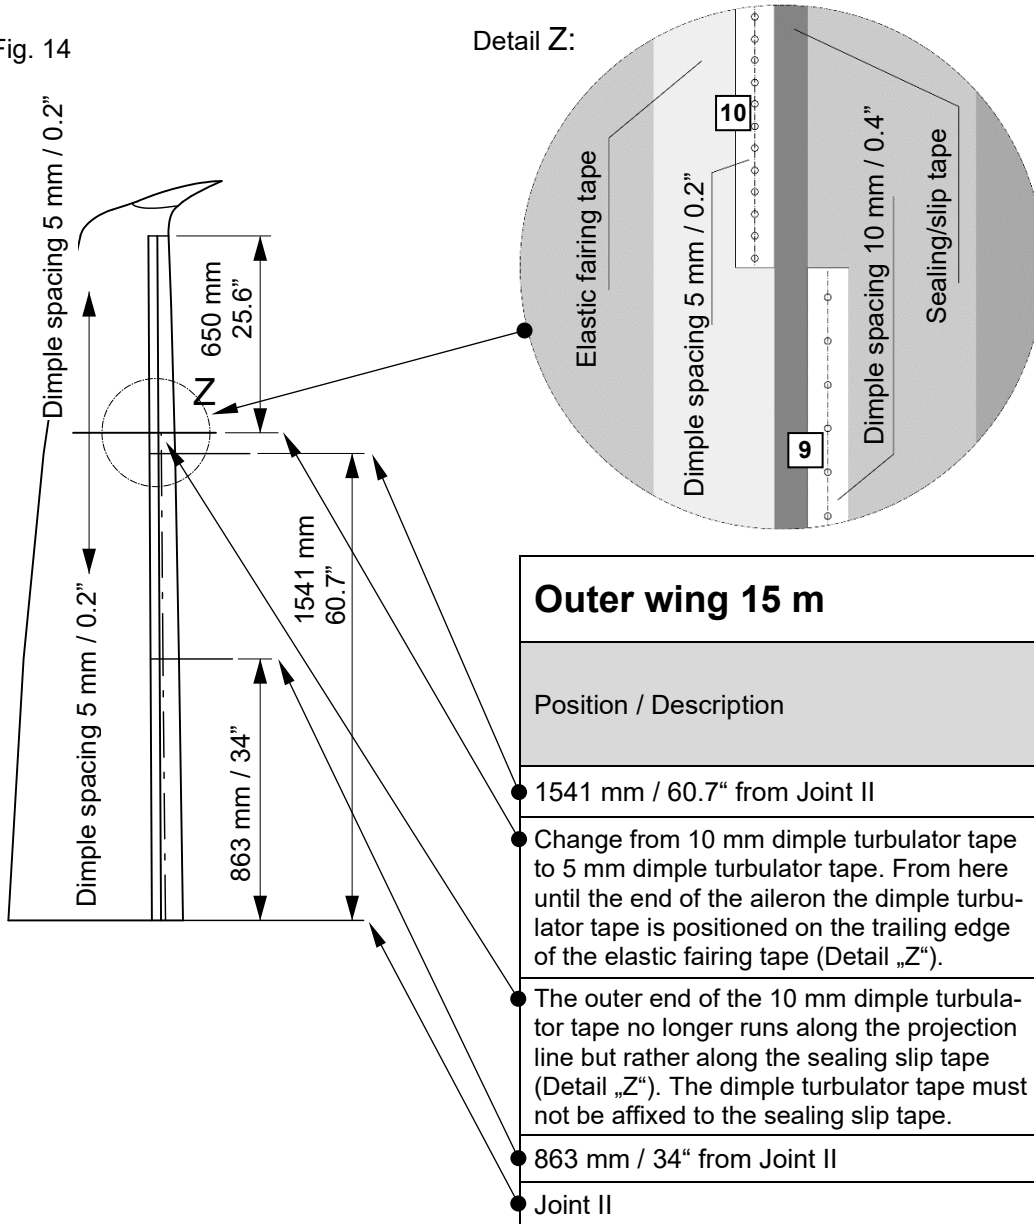 Fig. 14
Detail Z:
Dimple spacing 5 mm / 0.2”
650 mm
25.6”
Z
1541 mm
60.7”
Dimple spacing 5 mm / 0.2”
863 mm / 34”
Elastic fairing tape
10
Dimple spacing 5 mm / 0.2”
9
Dimple spacing 10 mm / 0.4”
Sealing/slip tape
Outer wing 15 m
Position / Description
1541 mm / 60.7“ from Joint II
Change from 10 mm dimple turbulator tape
to 5 mm dimple turbulator tape. From here
until the end of the aileron the dimple turbu-
lator tape is positioned on the trailing edge
of the elastic fairing tape (Detail „Z“).
The outer end of the 10 mm dimple turbula-
tor tape no longer runs along the projection
line but rather along the sealing slip tape
(Detail „Z“). The dimple turbulator tape must
not be affixed to the sealing slip tape.
863 mm / 34“ from Joint II
Joint II